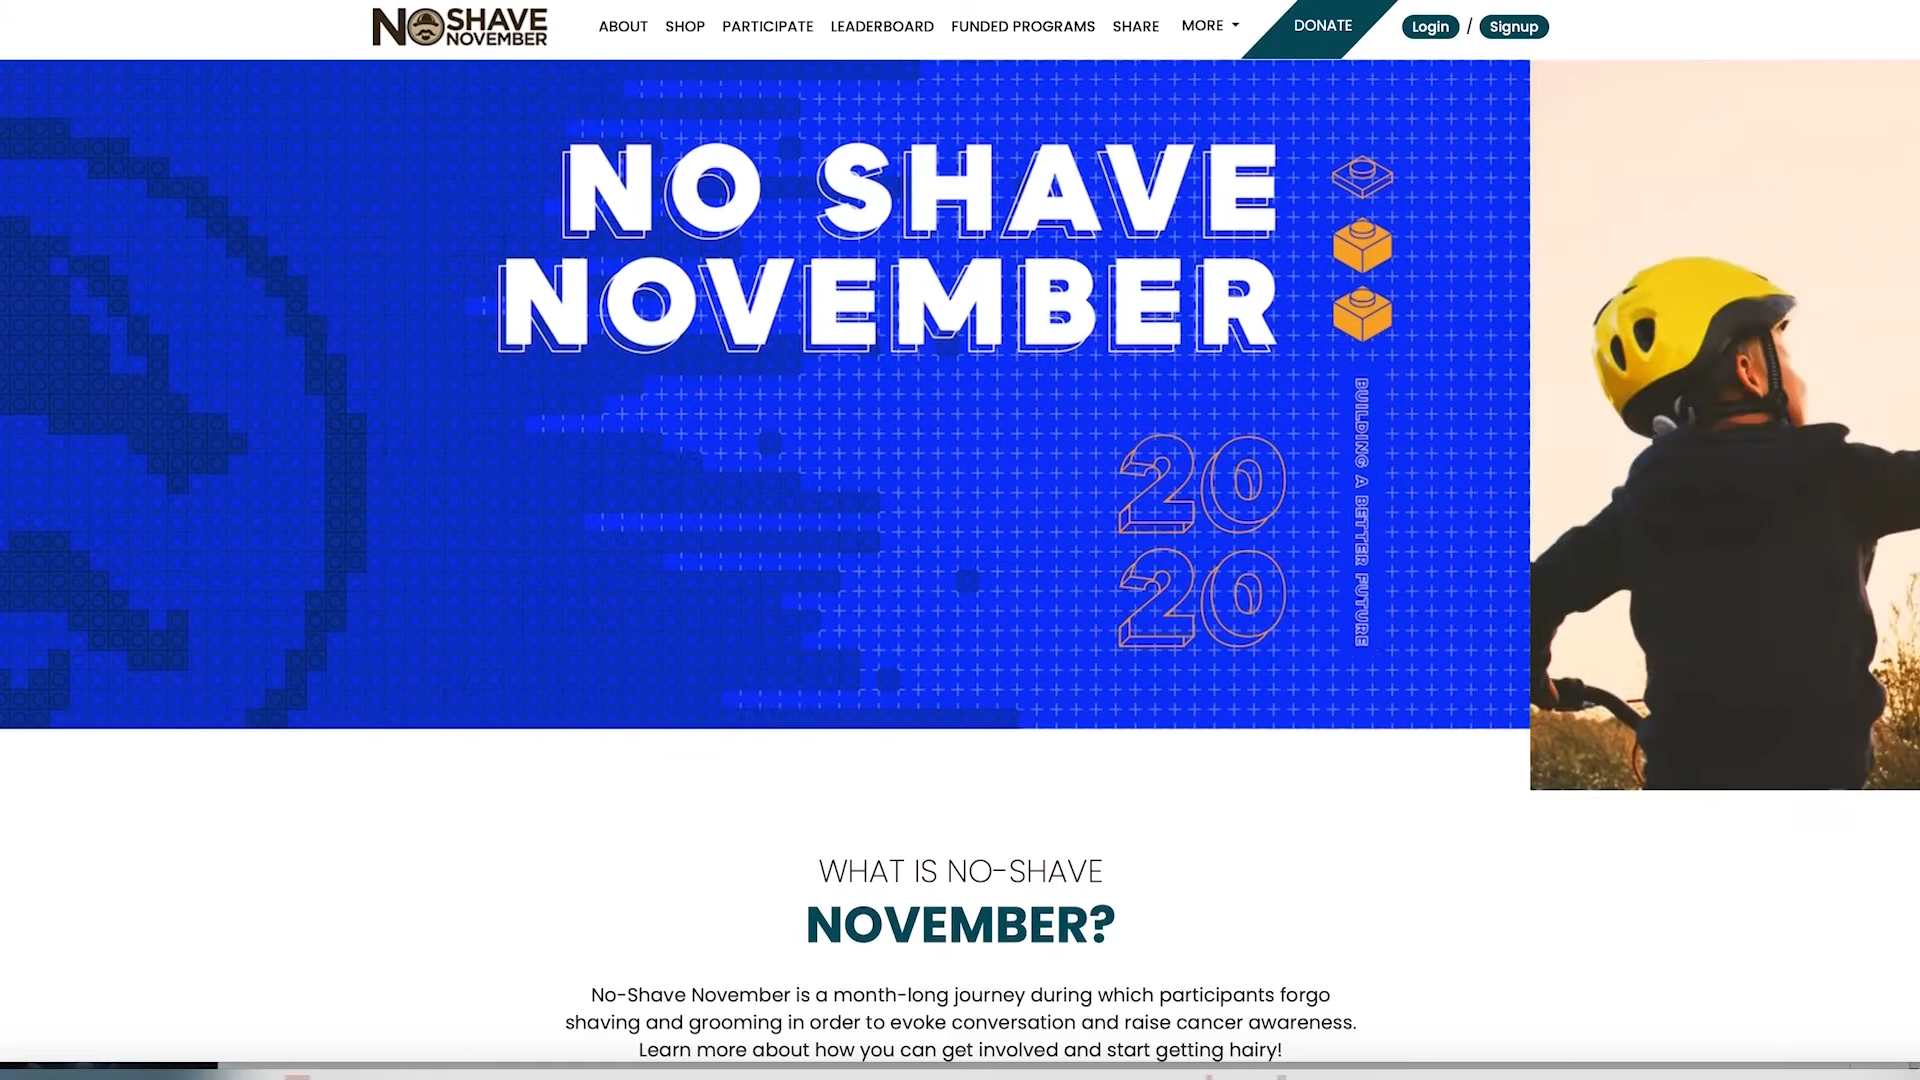 NO SHAVE
NOVEMBER
ABOUT
SHOP
PARTICIPATE
LEADERBOARD
FUNDED PROGRAMS
SHARE
MORE
DONATE
Login / Signup
NO SHAVE
NOVEMBER
20
20
BUILDING A BETTER FUTURE
WHAT IS NO-SHAVE
NOVEMBER?
No-Shave November is a month-long journey during which participants forgo
shaving and grooming in order to evoke conversation and raise cancer awareness.
Learn more about how you can get involved and start getting hairy!